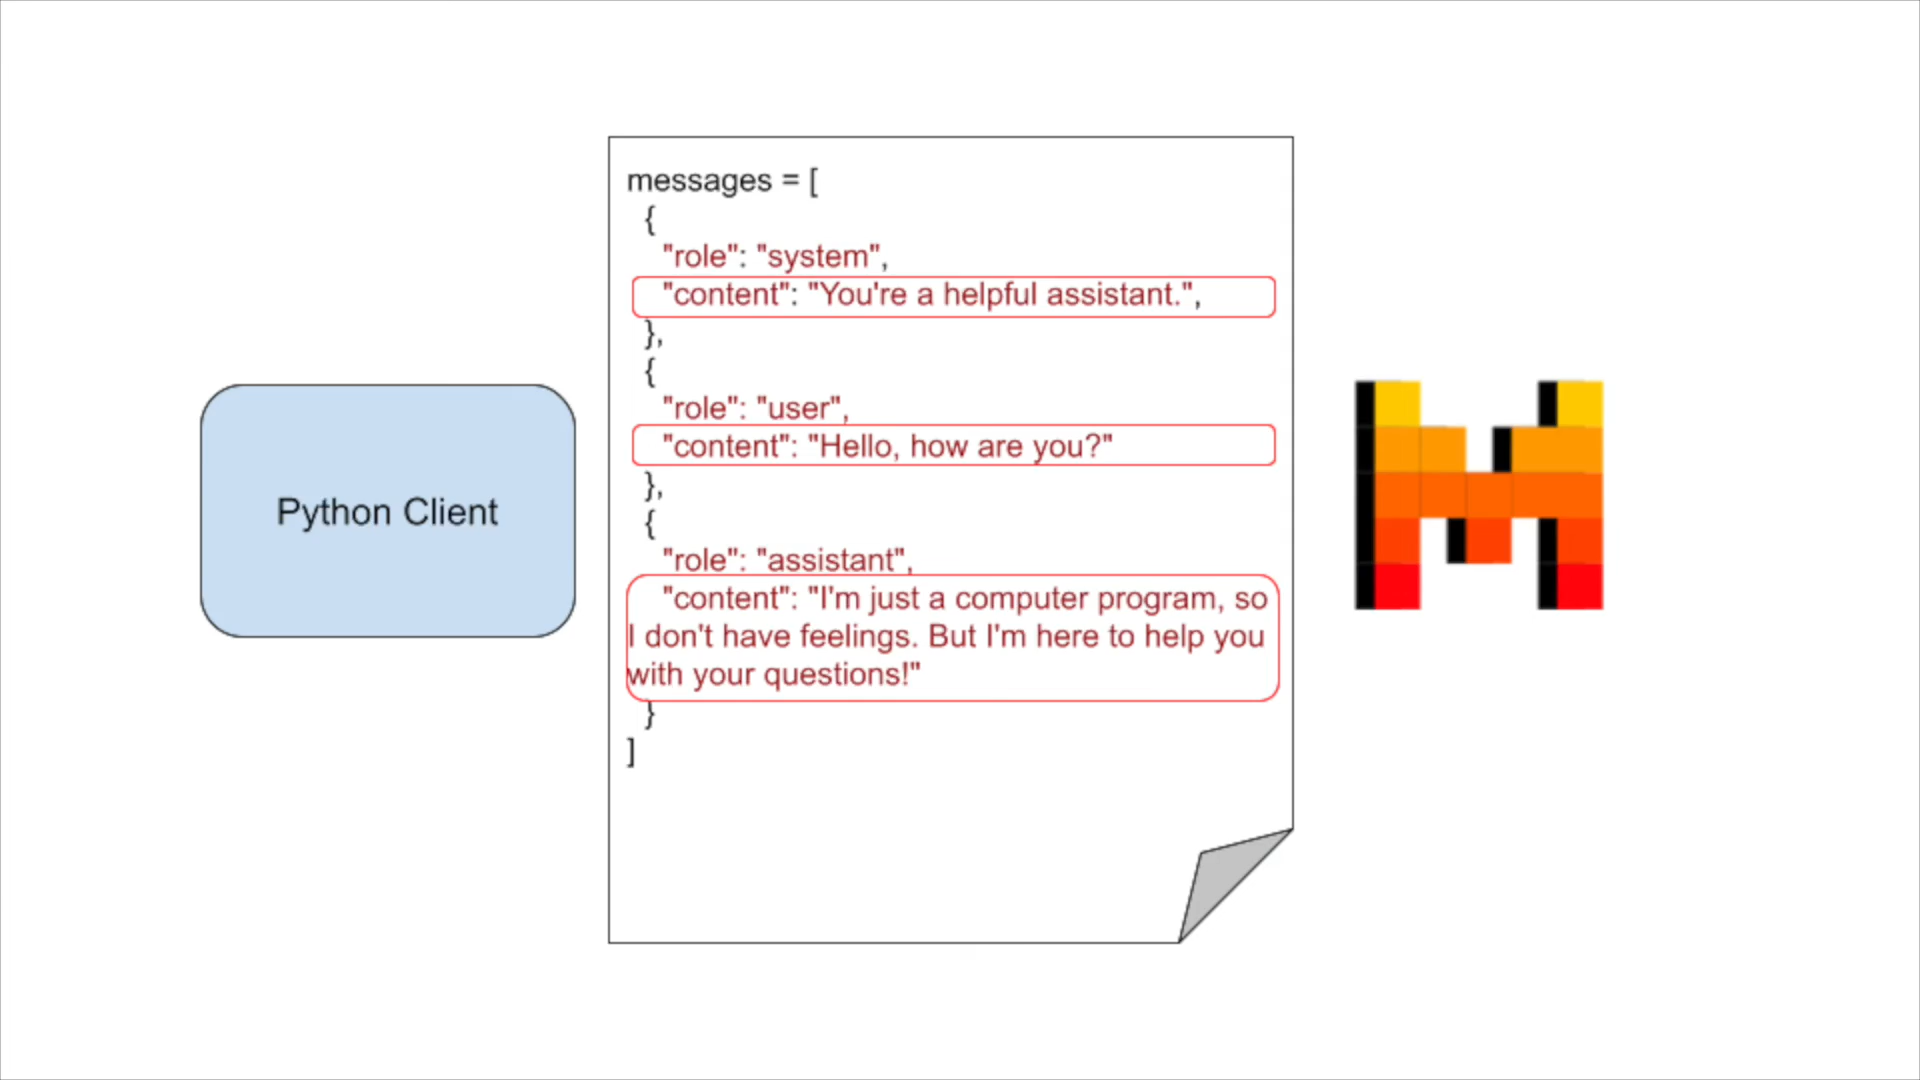 messages = [
{
"role": "system",
"content": "You're a helpful assistant.",
},
{
"role": "user",
"content": "Hello, how are you?"
},
{
"role": "assistant",
"content": "I'm just a computer program, so
I don't have feelings. But I'm here to help you
with your questions!"
}
]
Python Client